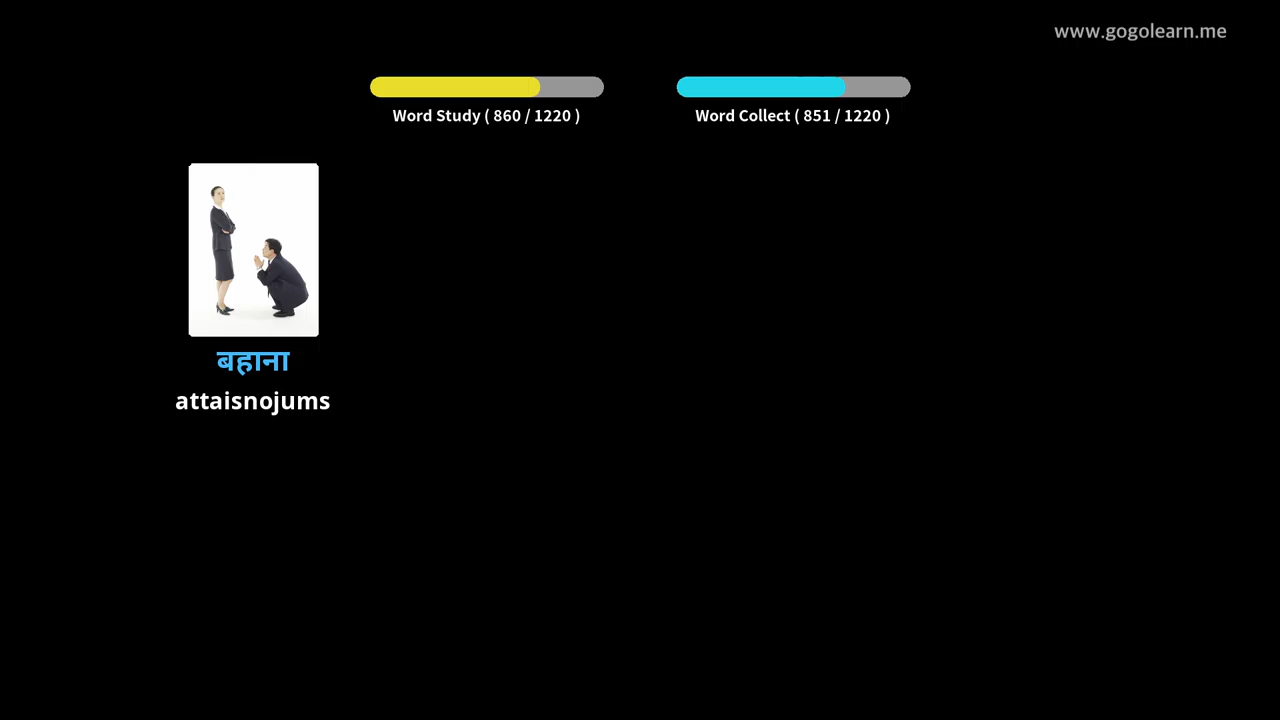 www.gogolearn.me
Word Study ( 860 / 1220 )
Word Collect ( 851 / 1220 )
बहाना
attaisnojums